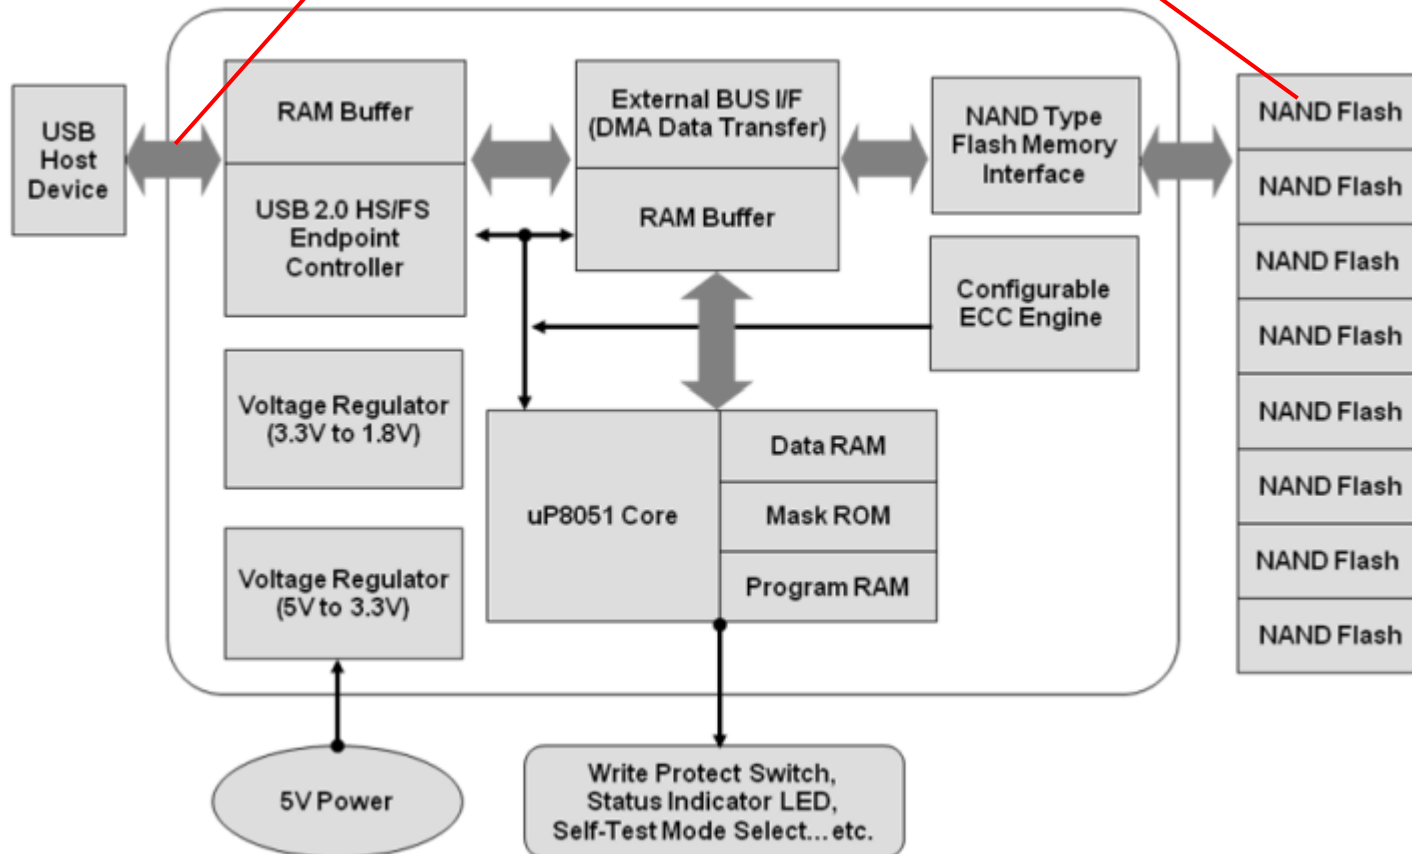 USB
Host
Device
RAM Buffer
USB 2.0 HS/FS
Endpoint
Controller
External BUS I/F
(DMA Data Transfer)
RAM Buffer
NAND Type
Flash Memory
Interface
Configurable
ECC Engine
NAND Flash
NAND Flash
NAND Flash
NAND Flash
NAND Flash
NAND Flash
NAND Flash
NAND Flash
Voltage Regulator
(3.3V to 1.8V)
Voltage Regulator
(5V to 3.3V)
uP8051 Core
Data RAM
Mask ROM
Program RAM
5V Power
Write Protect Switch,
Status Indicator LED,
Self-Test Mode Select...etc.